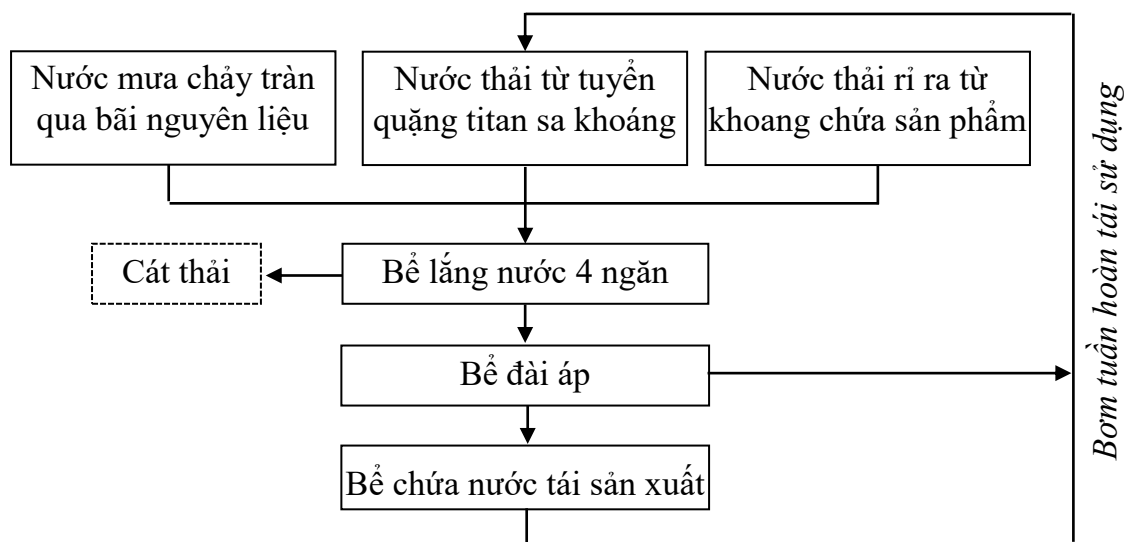 Nước mưa chảy tràn
qua bãi nguyên liệu
Nước thải từ tuyển
quặng titan sa khoáng
Nước thải rỉ ra từ
khoang chứa sản phẩm
Cát thải
Bể lắng nước 4 ngăn
Bể đài áp
Bể chứa nước tái sản xuất
Bơm tuần hoàn tái sử dụng